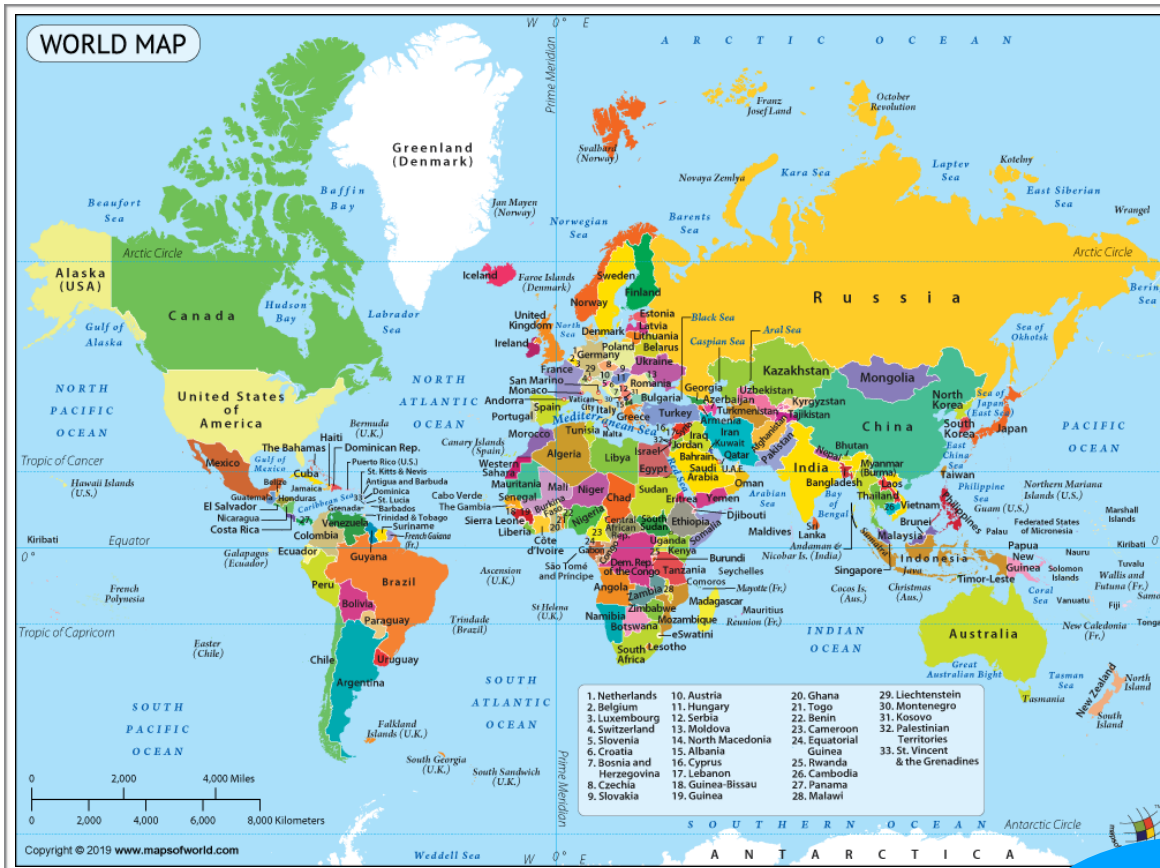 W 0° E
WORLD MAP
Prime Meridian
ARCTIC OCEAN
Greenland
(Denmark)
Svalbard
(Norway)
Franz
Josef Land
October
Revolution
Novaya Zemlya
Kara Sea
Laptev
Sea
Kotelny
East Siberian
Sea
Wrangel
Beaufort
Sea
Baffin
Bay
Jan Mayen
(Norway)
Norwegian
Sea
Barents
Sea
Arctic Circle
Arctic Circle
Alaska
(USA)
Gulf of
Alaska
Canada
Hudson
Bay
Labrador
Sea
Iceland
Faroe Islands
(Denmark)
Sweden
Finland
Norway
Russia
Sea of
Okhotsk
United
Kingdom
North
Sea
Denmark
Estonia
Latvia
Lithuania
Belarus
Ireland
Poland
Germany
Ukraine
Black Sea
Caspian Sea
Aral Sea
Kazakhstan
Mongolia
France
San Marino
Monaco
Andorra
Spain
Portugal
Vatican
City
Italy
Romania
Bulgaria
Greece
Turkey
Georgia
Azerbaijan
Armenia
Uzbekistan
Turkmenistan
Kyrgyzstan
Tajikistan
Afghanistan
Pakistan
China
North
Korea
South
Korea
Sea of
Japan
(East Sea)
Japan
NORTH
PACIFIC
OCEAN
United States
of
America
NORTH
ATLANTIC
OCEAN
Bermuda
(U.K.)
PACIFIC
OCEAN
Mediterranean Sea
Malta
Tunisia
Morocco
Canary Islands
(Spain)
Algeria
Libya
Egypt
Israel
Syria
Jordan
Iraq
Iran
Kuwait
Bahrain
Qatar
Saudi
Arabia
U.A.E.
Oman
Yemen
Red Sea
Arabian
Sea
India
Nepal
Bhutan
Bangladesh
Myanmar
(Burma)
Laos
Thailand
Vietnam
East
China
Sea
Taiwan
Philippine
Sea
Philippines
Northern Mariana
Islands (U.S.)
Guam (U.S.)
Tropic of Cancer
Hawaii Islands
(U.S.)
Mexico
Gulf of
Mexico
The Bahamas
Cuba
Haiti
Dominican Rep.
Puerto Rico (U.S.)
St. Kitts & Nevis
Antigua and Barbuda
Dominica
St. Lucia
Barbados
Grenada
Trinidad & Tobago
Jamaica
Belize
Guatemala
Honduras
El Salvador
Nicaragua
Costa Rica
Caribbean Sea
Venezuela
Colombia
Guyana
Suriname
French Guiana
(Fr.)
Western
Sahara
Mauritania
Cabo Verde
Senegal
The Gambia
Sierra Leone
Liberia
Mali
Burkina
Faso
Niger
Chad
Sudan
Eritrea
Nigeria
Central
African
Rep.
South
Sudan
Ethiopia
Djibouti
Somalia
Côte
d'Ivoire
Gabon
Congo
São Tomé
and Príncipe
Dem. Rep.
of the Congo
Uganda
Kenya
Burundi
Tanzania
Seychelles
Comoros
Mayotte (Fr.)
Maldives
Sri
Lanka
Bay
of
Bengal
Andaman &
Nicobar Is. (India)
Brunei
Malaysia
Singapore
Sumatra
Indonesia
Java
Timor-Leste
Palau
Federated States
of Micronesia
Marshall
Islands
Papua
New
Guinea
Nauru
Kiribati
Solomon
Islands
Tuvalu
Wallis and
Futuna (Fr.)
Coral
Sea
Vanuatu
Fiji
New Caledonia
(Fr.)
0° Equator
0°
Kiribati
Galapagos
(Ecuador)
Ecuador
Peru
Brazil
Bolivia
Paraguay
Uruguay
Chile
Argentina
French
Polynesia
Tropic of Capricorn
Easter
(Chile)
Trindade
(Brazil)
Ascension
(U.K.)
St Helena
(U.K.)
Angola
Zambia
Zimbabwe
Mozambique
Madagascar
Mauritius
Reunion (Fr.)
Namibia
Botswana
eSwatini
South
Africa
Lesotho
INDIAN
OCEAN
Cocos Is.
(Aus.)
Christmas
(Aus.)
Australia
Great
Australian Bight
Tasman
Sea
Tasmania
New Zealand
North
Island
South
Island
SOUTH
PACIFIC
OCEAN
SOUTH
ATLANTIC
OCEAN
Falkland
Islands (U.K.)
South Georgia
(U.K.)
South Sandwich
(U.K.)
Prime Meridian
1. Netherlands
2. Belgium
3. Luxembourg
4. Switzerland
5. Slovenia
6. Croatia
7. Bosnia and
Herzegovina
8. Czechia
9. Slovakia
10. Austria
11. Hungary
12. Serbia
13. Moldova
14. North Macedonia
15. Albania
16. Cyprus
17. Lebanon
18. Guinea-Bissau
19. Guinea
20. Ghana
21. Togo
22. Benin
23. Cameroon
24. Equatorial
Guinea
25. Rwanda
26. Cambodia
27. Panama
28. Malawi
29. Liechtenstein
30. Montenegro
31. Kosovo
32. Palestinian
Territories
33. St. Vincent
& the Grenadines
0 2,000 4,000 Miles
0 2,000 4,000 6,000 8,000 Kilometers
SOUTHERN OCEAN
Antarctic Circle
Weddell Sea
W 0° E
ANTARCTICA
Copyright © 2019 www.mapsofworld.com